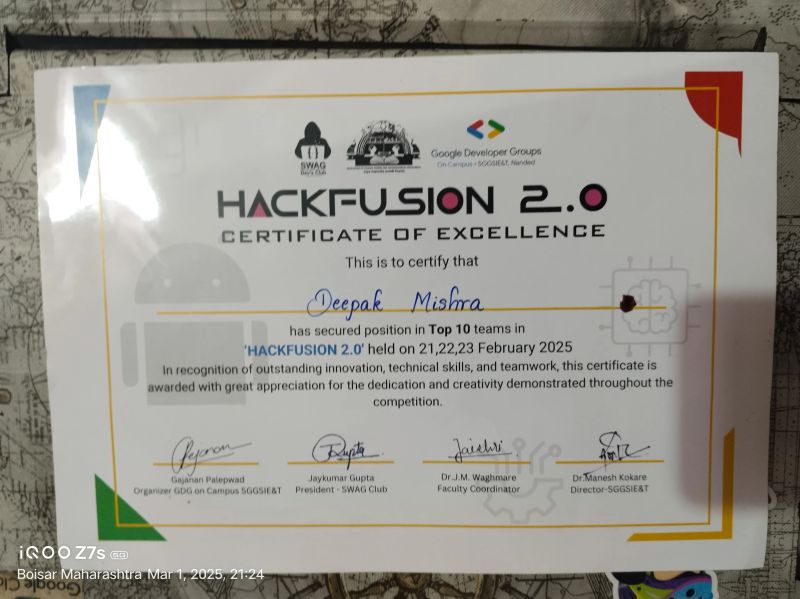 SWAG
Dev's Club
Google Developer Groups
On Campus • SGGSIE&T, Nanded
HACKFUSION 2.0
CERTIFICATE OF EXCELLENCE
This is to certify that
Deepak Mishra
has secured position in Top 10 teams in
'HACKFUSION 2.0' held on 21,22,23 February 2025
In recognition of outstanding innovation, technical skills, and teamwork, this certificate is
awarded with great appreciation for the dedication and creativity demonstrated throughout the
competition.
Gajanan Palepwad
Organizer GDG on Campus SGGSIE&T
Jaykumar Gupta
President - SWAG Club
Dr.J.M. Waghmare
Faculty Coordinator
Dr.Manesh Kokare
Director-SGGSIE&T
iQOO Z7s 5G
Boisar Maharashtra Mar 1, 2025, 21:24